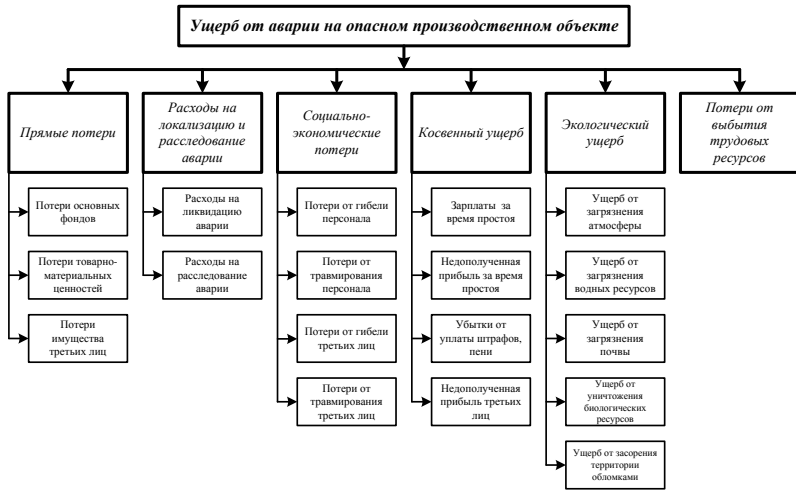 Ущерб от аварии на опасном производственном объекте
Прямые потери
Расходы на
локализацию и
расследование
аварии
Социально-
экономические
потери
Косвенный ущерб
Экологический
ущерб
Потери от
выбытия
трудовых
ресурсов
Потери основных
фондов
Потери товарно-
материальных
ценностей
Потери
имущества
третьих лиц
Расходы на
ликвидацию
аварии
Расходы на
расследование
аварии
Потери от гибели
персонала
Потери от
травмирования
персонала
Потери от гибели
третьих лиц
Потери от
травмирования
третьих лиц
Зарплаты за
время простоя
Недополученная
прибыль за время
простоя
Убытки от
уплаты штрафов,
пени
Недополученная
прибыль третьих
лиц
Ущерб от
загрязнения
атмосферы
Ущерб от
загрязнения
водных ресурсов
Ущерб от
загрязнения
почвы
Ущерб от
уничтожения
биологических
ресурсов
Ущерб от засорения
территории
обломками